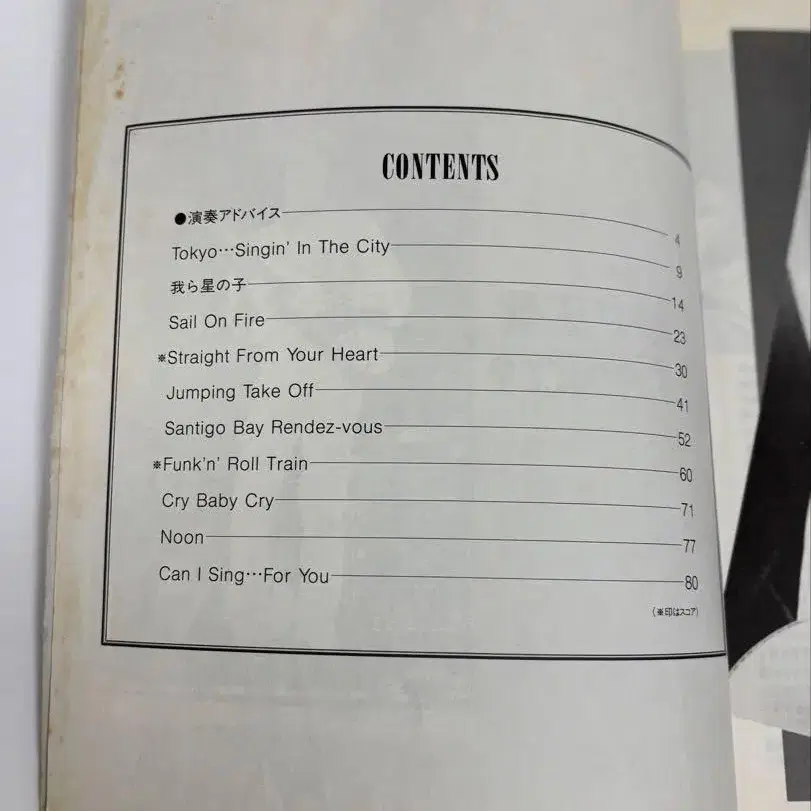 CONTENTS
●演奏アドバイス 4
Tokyo…Singin' In The City 9
我ら星の子 14
Sail On Fire 23
※Straight From Your Heart 30
Jumping Take Off 41
Santigo Bay Rendez-vous 52
※Funk'n' Roll Train 60
Cry Baby Cry 71
Noon 77
Can I Sing…For You 80
(※印はスコア)